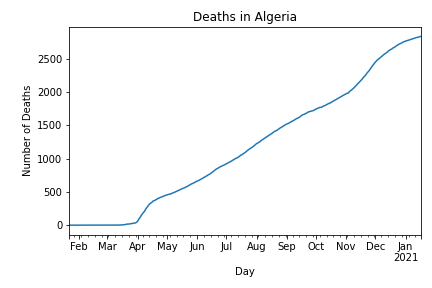 Deaths in Algeria
Number of Deaths
2500
2000
1500
1000
500
0
Feb Mar Apr May Jun Jul Aug Sep Oct Nov Dec Jan
2021
Day